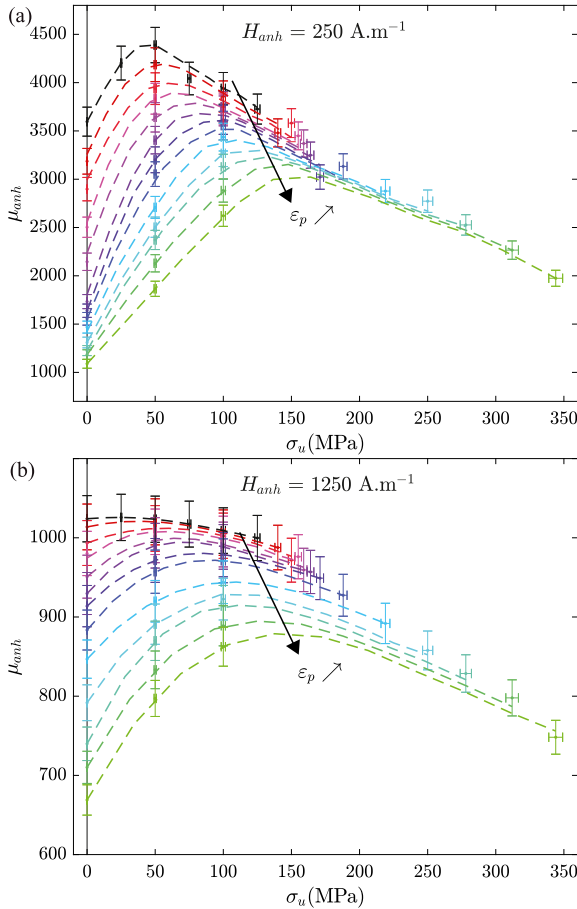 (a)
H_anh = 250 A.m⁻¹
4500
4000
3500
3000
2500
2000
1500
1000
μ_anh
ε_p ↗
0 50 100 150 200 250 300 350
σ_u(MPa)
(b)
H_anh = 1250 A.m⁻¹
1000
900
800
700
600
μ_anh
ε_p ↗
0 50 100 150 200 250 300 350
σ_u(MPa)